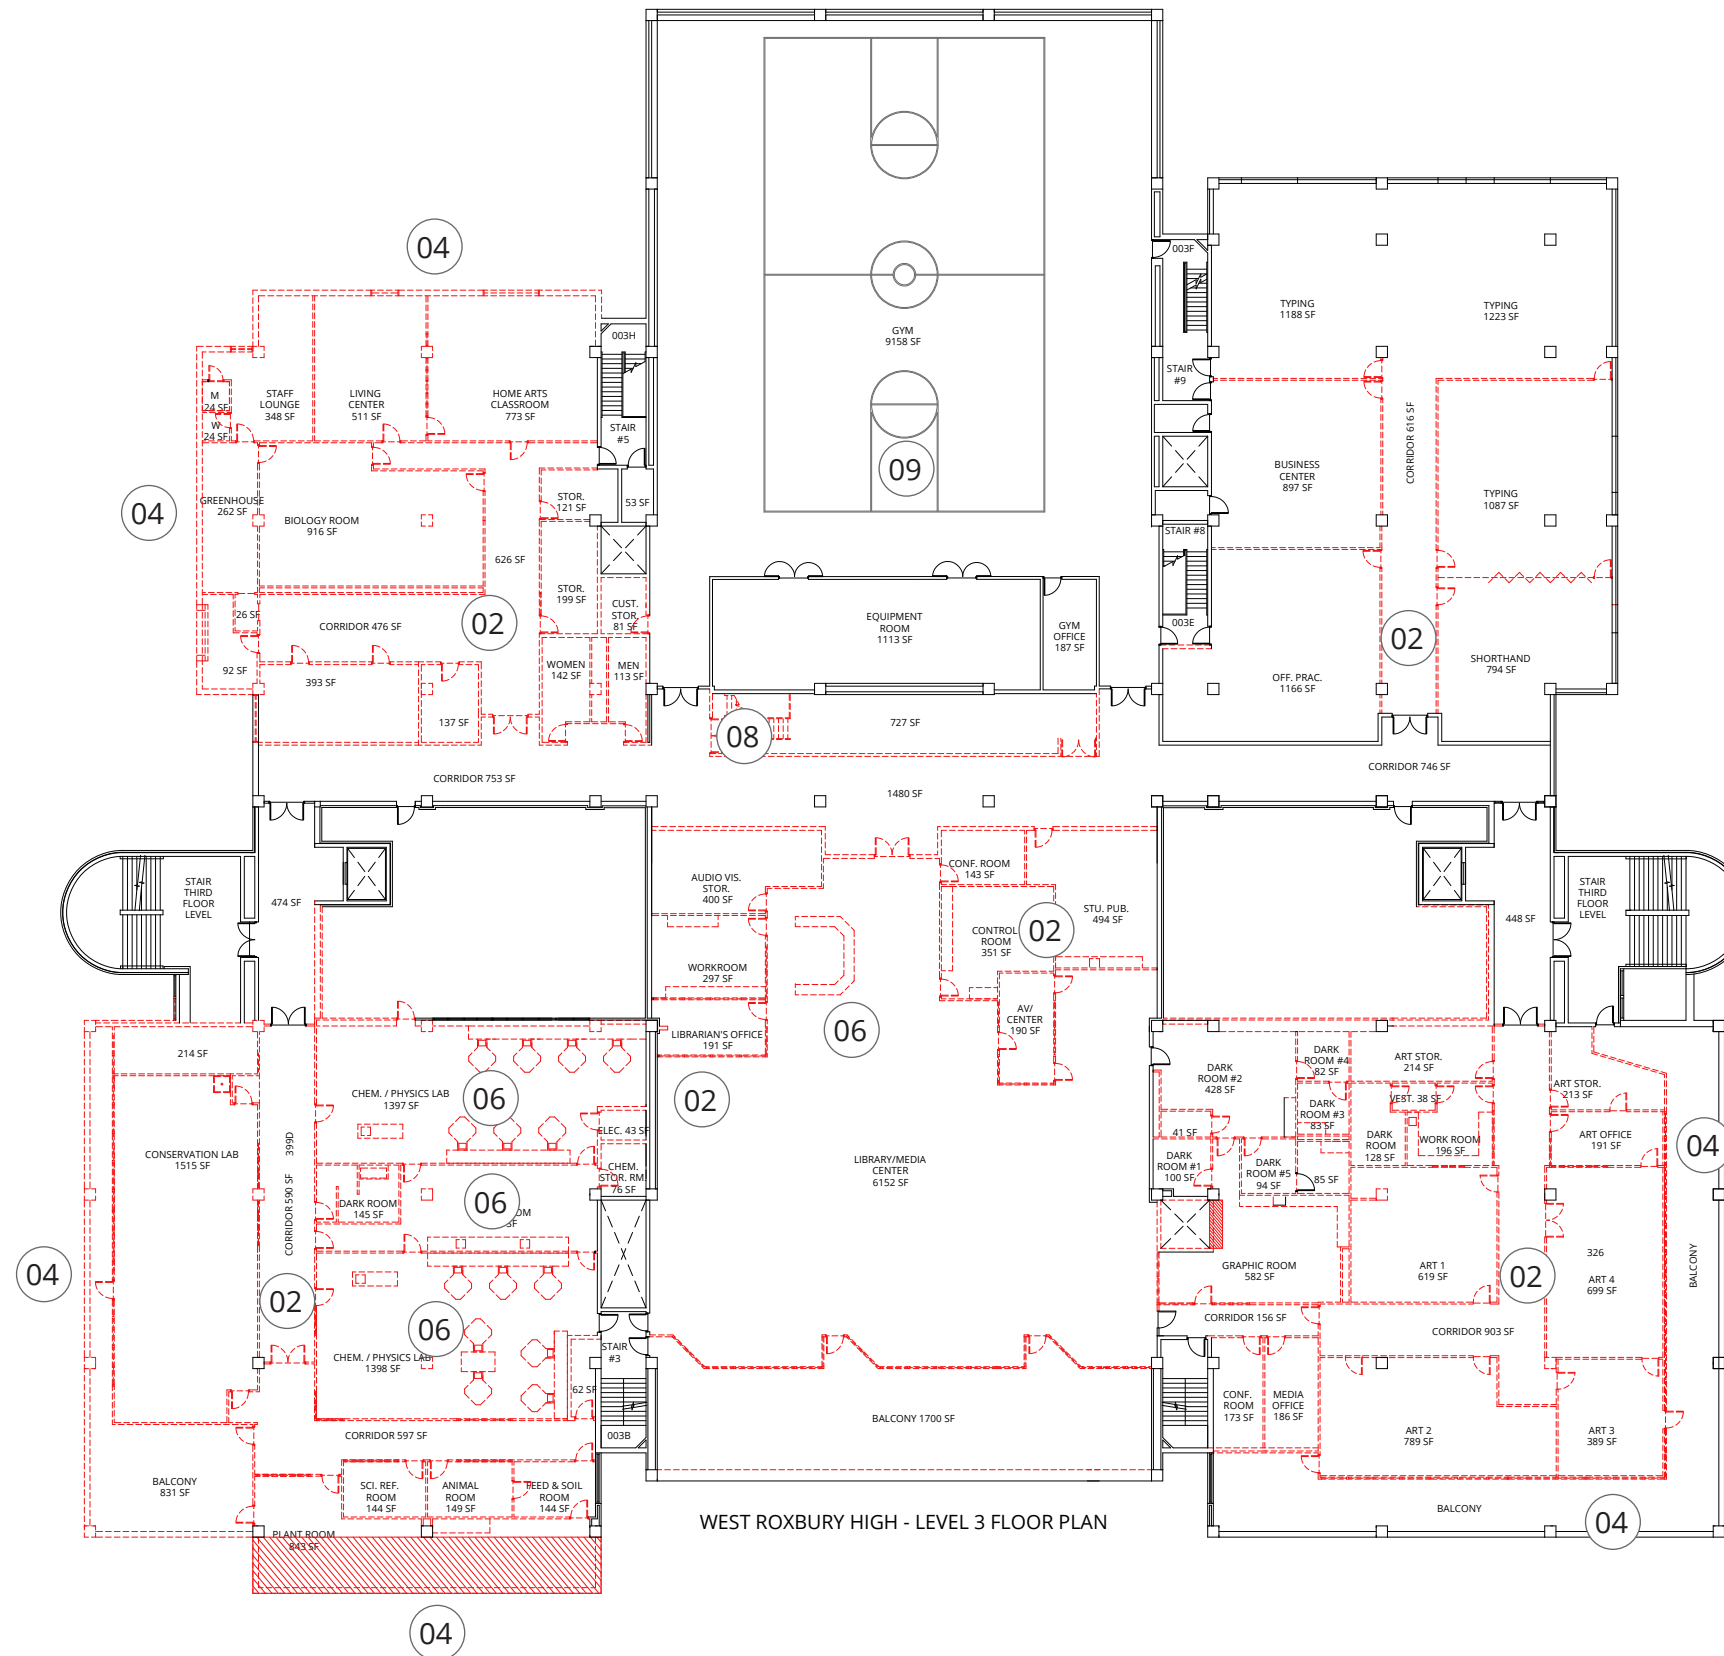 04
003F
TYPING
1188 SF
TYPING
1223 SF
GYM
9158 SF
003H
STAIR
#9
M
24 SF
W
24 SF
STAFF
LOUNGE
348 SF
LIVING
CENTER
511 SF
HOME ARTS
CLASSROOM
773 SF
STAIR
#5
CORRIDOR 616 SF
09
BUSINESS
CENTER
897 SF
TYPING
1087 SF
04
GREENHOUSE
262 SF
BIOLOGY ROOM
916 SF
STOR.
121 SF
53 SF
626 SF
STAIR #8
STOR.
199 SF
CUST.
STOR.
81 SF
26 SF
CORRIDOR 476 SF
02
EQUIPMENT
ROOM
1113 SF
GYM
OFFICE
187 SF
003E
02
SHORTHAND
794 SF
92 SF
393 SF
WOMEN
142 SF
MEN
113 SF
OFF. PRAC.
1166 SF
137 SF
08
727 SF
CORRIDOR 753 SF
CORRIDOR 746 SF
1480 SF
STAIR
THIRD
FLOOR
LEVEL
474 SF
AUDIO VIS.
STOR.
400 SF
CONF. ROOM
143 SF
STU. PUB.
494 SF
02
CONTROL
ROOM
351 SF
448 SF
STAIR
THIRD
FLOOR
LEVEL
WORKROOM
297 SF
LIBRARIAN'S OFFICE
191 SF
06
AV/
CENTER
190 SF
214 SF
CHEM. / PHYSICS LAB
1397 SF
06
02
DARK
ROOM #2
428 SF
DARK
ROOM #4
82 SF
ART STOR.
214 SF
ART STOR.
213 SF
VEST. 38 SF
DARK
ROOM #3
83 SF
ELEC. 43 SF
41 SF
DARK
ROOM
128 SF
WORK ROOM
196 SF
ART OFFICE
191 SF
04
CONSERVATION LAB
1515 SF
399D
CORRIDOR 590 SF
CHEM.
STOR. RM.
76 SF
LIBRARY/MEDIA
CENTER
6152 SF
DARK
ROOM #1
100 SF
DARK
ROOM #5
94 SF
85 SF
DARK ROOM
145 SF
06
04
02
GRAPHIC ROOM
582 SF
ART 1
619 SF
02
326
ART 4
699 SF
BALCONY
06
CHEM. / PHYSICS LAB
1398 SF
STAIR
#3
CORRIDOR 156 SF
CORRIDOR 903 SF
62 SF
CONF.
ROOM
173 SF
MEDIA
OFFICE
186 SF
BALCONY 1700 SF
CORRIDOR 597 SF
003B
ART 2
789 SF
ART 3
389 SF
BALCONY
831 SF
SCI. REF.
ROOM
144 SF
ANIMAL
ROOM
149 SF
FEED & SOIL
ROOM
144 SF
BALCONY
04
WEST ROXBURY HIGH - LEVEL 3 FLOOR PLAN
PLANT ROOM
843 SF
04